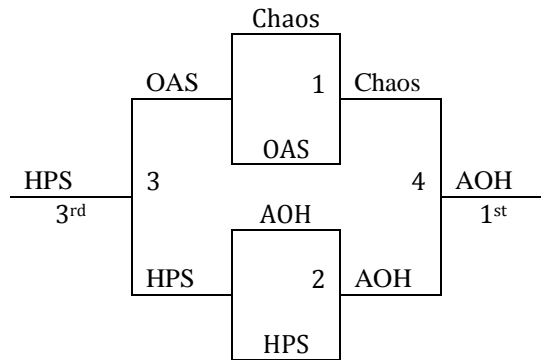 Chaos
OAS 1 Chaos
OAS
HPS 3 4 AOH
3rd AOH 1st
HPS 2 AOH
HPS